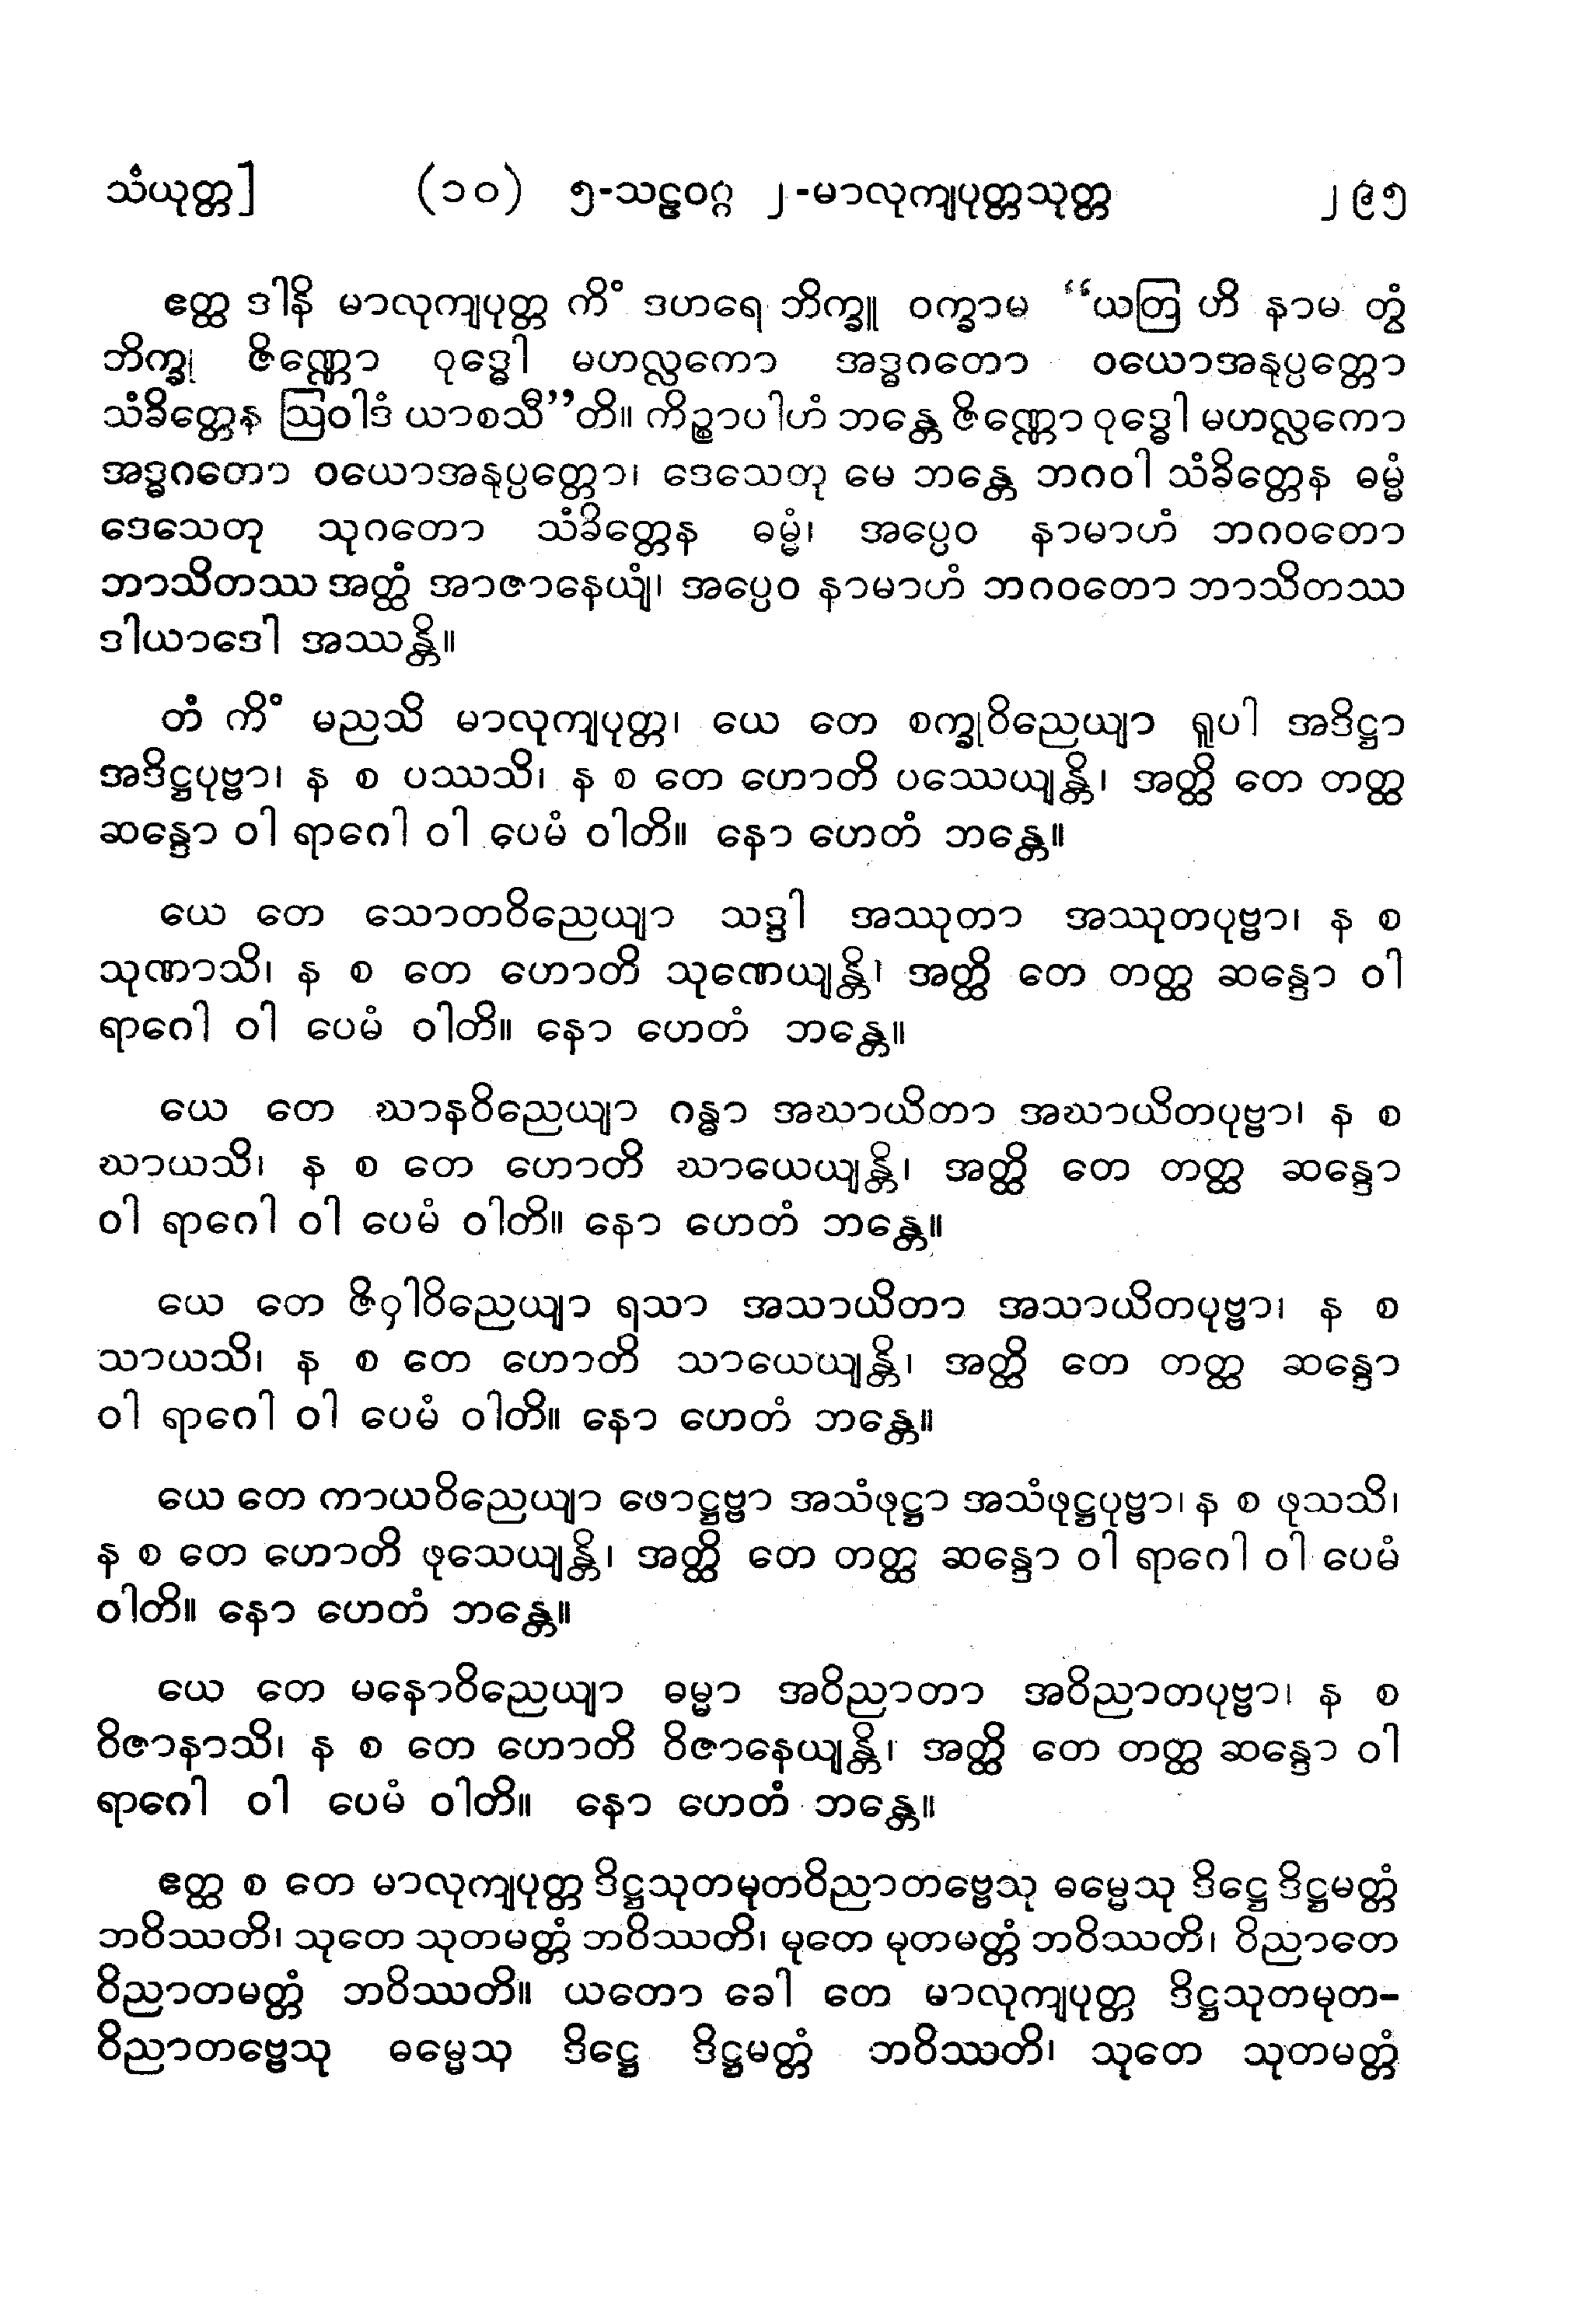 သံယုတ္တ]	(၁၀) ၅-သဠဝဂ္ဂ ၂-မာလုကျပုတ္တသုတ္တ	၂၉၅
ဧတ္ထ ဒါနိ မာလုကျပုတ္တ ကိံ ဒဟရေ ဘိက္ခူ ဝက္ခာမ “ယတြ ဟိ နာမ တွံ
ဘိက္ခု ဇိဏ္ဏော ဝုဒ္ဓေါ မဟလ္လကော အဒ္ဓဂတော ဝယောအနုပ္ပတ္တော
သံခိတ္တေန ဩဝါဒံ ယာစသီ”တိ။ ကိဉ္စာပါဟံ ဘန္တေ ဇိဏ္ဏော ဝုဒ္ဓေါ မဟလ္လကော
အဒ္ဓဂတော ဝယောအနုပ္ပတ္တော၊ ဒေသေတု မေ ဘန္တေ ဘဂဝါ သံခိတ္တေန ဓမ္မံ
ဒေသေတု သုဂတော သံခိတ္တေန ဓမ္မံ၊ အပ္ပေဝ နာမာဟံ ဘဂဝတော
ဘာသိတဿ အတ္ထံ အာဇာနေယျံ၊ အပ္ပေဝ နာမာဟံ ဘဂဝတော ဘာသိတဿ
ဒါယာဒေါ အဿန္တိ။
တံ ကိံ မညသိ မာလုကျပုတ္တ၊ ယေ တေ စက္ခုဝိညေယျာ ရူပါ အဒိဋ္ဌာ
အဒိဋ္ဌပုဗ္ဗာ၊ န စ ပဿသိ၊ န စ တေ ဟောတိ ပဿေယျန္တိ၊ အတ္ထိ တေ တတ္ထ
ဆန္ဒော ဝါ ရာဂေါ ဝါ ပေမံ ဝါတိ။ နော ဟေတံ ဘန္တေ။
ယေ တေ သောတဝိညေယျာ သဒ္ဒါ အဿုတာ အဿုတပုဗ္ဗာ၊ န စ
သုဏာသိ၊ န စ တေ ဟောတိ သုဏေယျန္တိ၊ အတ္ထိ တေ တတ္ထ ဆန္ဒော ဝါ
ရာဂေါ ဝါ ပေမံ ဝါတိ။ နော ဟေတံ ဘန္တေ။
ယေ တေ ဃာနဝိညေယျာ ဂန္ဓာ အဃာယိတာ အဃာယိတပုဗ္ဗာ၊ န စ
ဃာယသိ၊ န စ တေ ဟောတိ ဃာယေယျန္တိ၊ အတ္ထိ တေ တတ္ထ ဆန္ဒော
ဝါ ရာဂေါ ဝါ ပေမံ ဝါတိ။ နော ဟေတံ ဘန္တေ။
ယေ တေ ဇိဝှါဝိညေယျာ ရသာ အသာယိတာ အသာယိတပုဗ္ဗာ၊ န စ
သာယသိ၊ န စ တေ ဟောတိ သာယေယျန္တိ၊ အတ္ထိ တေ တတ္ထ ဆန္ဒော
ဝါ ရာဂေါ ဝါ ပေမံ ဝါတိ။ နော ဟေတံ ဘန္တေ။
ယေ တေ ကာယဝိညေယျာ ဖောဋ္ဌဗ္ဗာ အသံဖုဋ္ဌာ အသံဖုဋ္ဌပုဗ္ဗာ၊ န စ ဖုသသိ၊
န စ တေ ဟောတိ ဖုသေယျန္တိ၊ အတ္ထိ တေ တတ္ထ ဆန္ဒော ဝါ ရာဂေါ ဝါ ပေမံ
ဝါတိ။ နော ဟေတံ ဘန္တေ။
ယေ တေ မနောဝိညေယျာ ဓမ္မာ အဝိညာတာ အဝိညာတပုဗ္ဗာ၊ န စ
ဝိဇာနာသိ၊ န စ တေ ဟောတိ ဝိဇာနေယျန္တိ၊ အတ္ထိ တေ တတ္ထ ဆန္ဒော ဝါ
ရာဂေါ ဝါ ပေမံ ဝါတိ။ နော ဟေတံ ဘန္တေ။
ဧတ္ထ စ တေ မာလုကျပုတ္တ ဒိဋ္ဌသုတမုတဝိညာတဗ္ဗေသု ဓမ္မေသု ဒိဋ္ဌေ ဒိဋ္ဌမတ္တံ
ဘဝိဿတိ၊ သုတေ သုတမတ္တံ ဘဝိဿတိ၊ မုတေ မုတမတ္တံ ဘဝိဿတိ၊ ဝိညာတေ
ဝိညာတမတ္တံ ဘဝိဿတိ။ ယတော ခေါ တေ မာလုကျပုတ္တ ဒိဋ္ဌသုတမုတ-
ဝိညာတဗ္ဗေသု ဓမ္မေသု ဒိဋ္ဌေ ဒိဋ္ဌမတ္တံ ဘဝိဿတိ၊ သုတေ သုတမတ္တံ